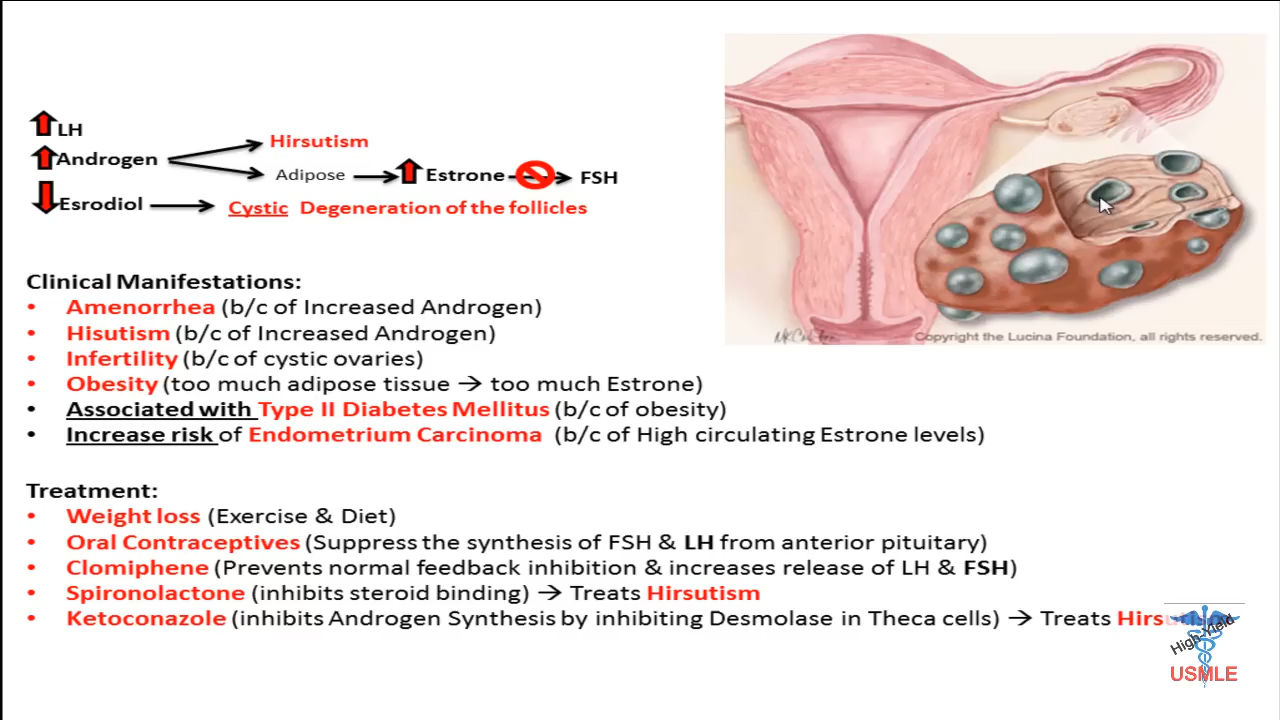 LH
Androgen
Hirsutism
Adipose
Estrone
FSH
Esrodiol
Cystic Degeneration of the follicles
Clinical Manifestations:
• Amenorrhea (b/c of Increased Androgen)
• Hisutism (b/c of Increased Androgen)
• Infertility (b/c of cystic ovaries)
• Obesity (too much adipose tissue → too much Estrone)
• Associated with Type II Diabetes Mellitus (b/c of obesity)
• Increase risk of Endometrium Carcinoma (b/c of High circulating Estrone levels)
Treatment:
• Weight loss (Exercise & Diet)
• Oral Contraceptives (Suppress the synthesis of FSH & LH from anterior pituitary)
• Clomiphene (Prevents normal feedback inhibition & increases release of LH & FSH)
• Spironolactone (inhibits steroid binding) → Treats Hirsutism
• Ketoconazole (inhibits Androgen Synthesis by inhibiting Desmolase in Theca cells) → Treats Hirsutism
Copyright the Lucina Foundation, all rights reserved.
High-Yield
USMLE